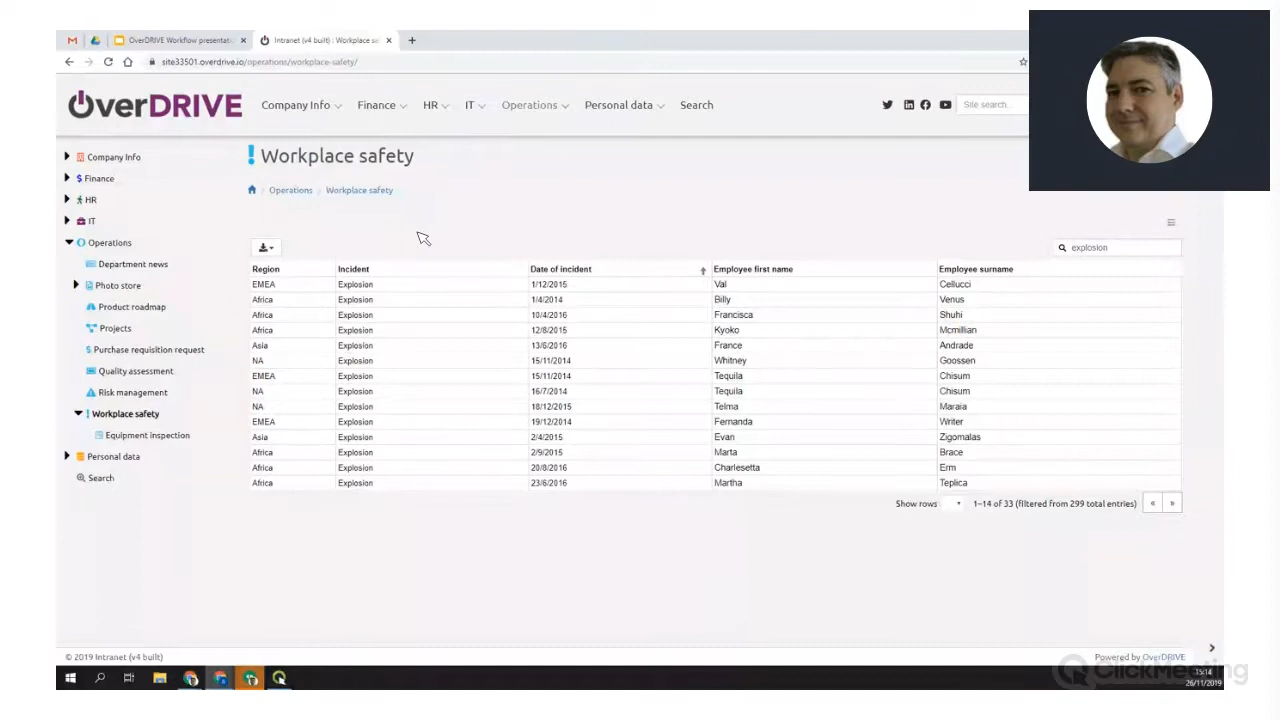 OverDRIVE Workflow presentati
Intranet (v4 built) : Workplace sa
site33501.overdrive.io/operations/workplace-safety/
OverDRIVE
Company Info
Finance
HR
IT
Operations
Personal data
Search
Site search...
Company Info
$ Finance
HR
IT
Operations
Department news
Photo store
Product roadmap
Projects
$ Purchase requisition request
Quality assessment
Risk management
! Workplace safety
Equipment inspection
Personal data
Search
! Workplace safety
Operations
Workplace safety
explosion
Region Incident Date of incident Employee first name Employee surname
EMEA Explosion 1/12/2015 Val Cellucci
Africa Explosion 1/4/2014 Billy Venus
Africa Explosion 10/4/2016 Francisca Shuhi
Africa Explosion 12/8/2015 Kyoko Mcmillian
Asia Explosion 13/6/2016 France Andrade
NA Explosion 15/11/2014 Whitney Goossen
EMEA Explosion 15/11/2014 Tequila Chisum
NA Explosion 16/7/2014 Tequila Chisum
NA Explosion 18/12/2015 Telma Maraia
EMEA Explosion 19/12/2014 Fernanda Writer
Asia Explosion 2/4/2015 Evan Zigomalas
Africa Explosion 2/9/2015 Marta Brace
Africa Explosion 20/8/2016 Charlesetta Erm
Africa Explosion 23/6/2016 Martha Teplica
Show rows 1–14 of 33 (filtered from 299 total entries) « »
© 2019 Intranet (v4 built)
Powered by OverDRIVE
ClickMeeting
15:14
26/11/2019